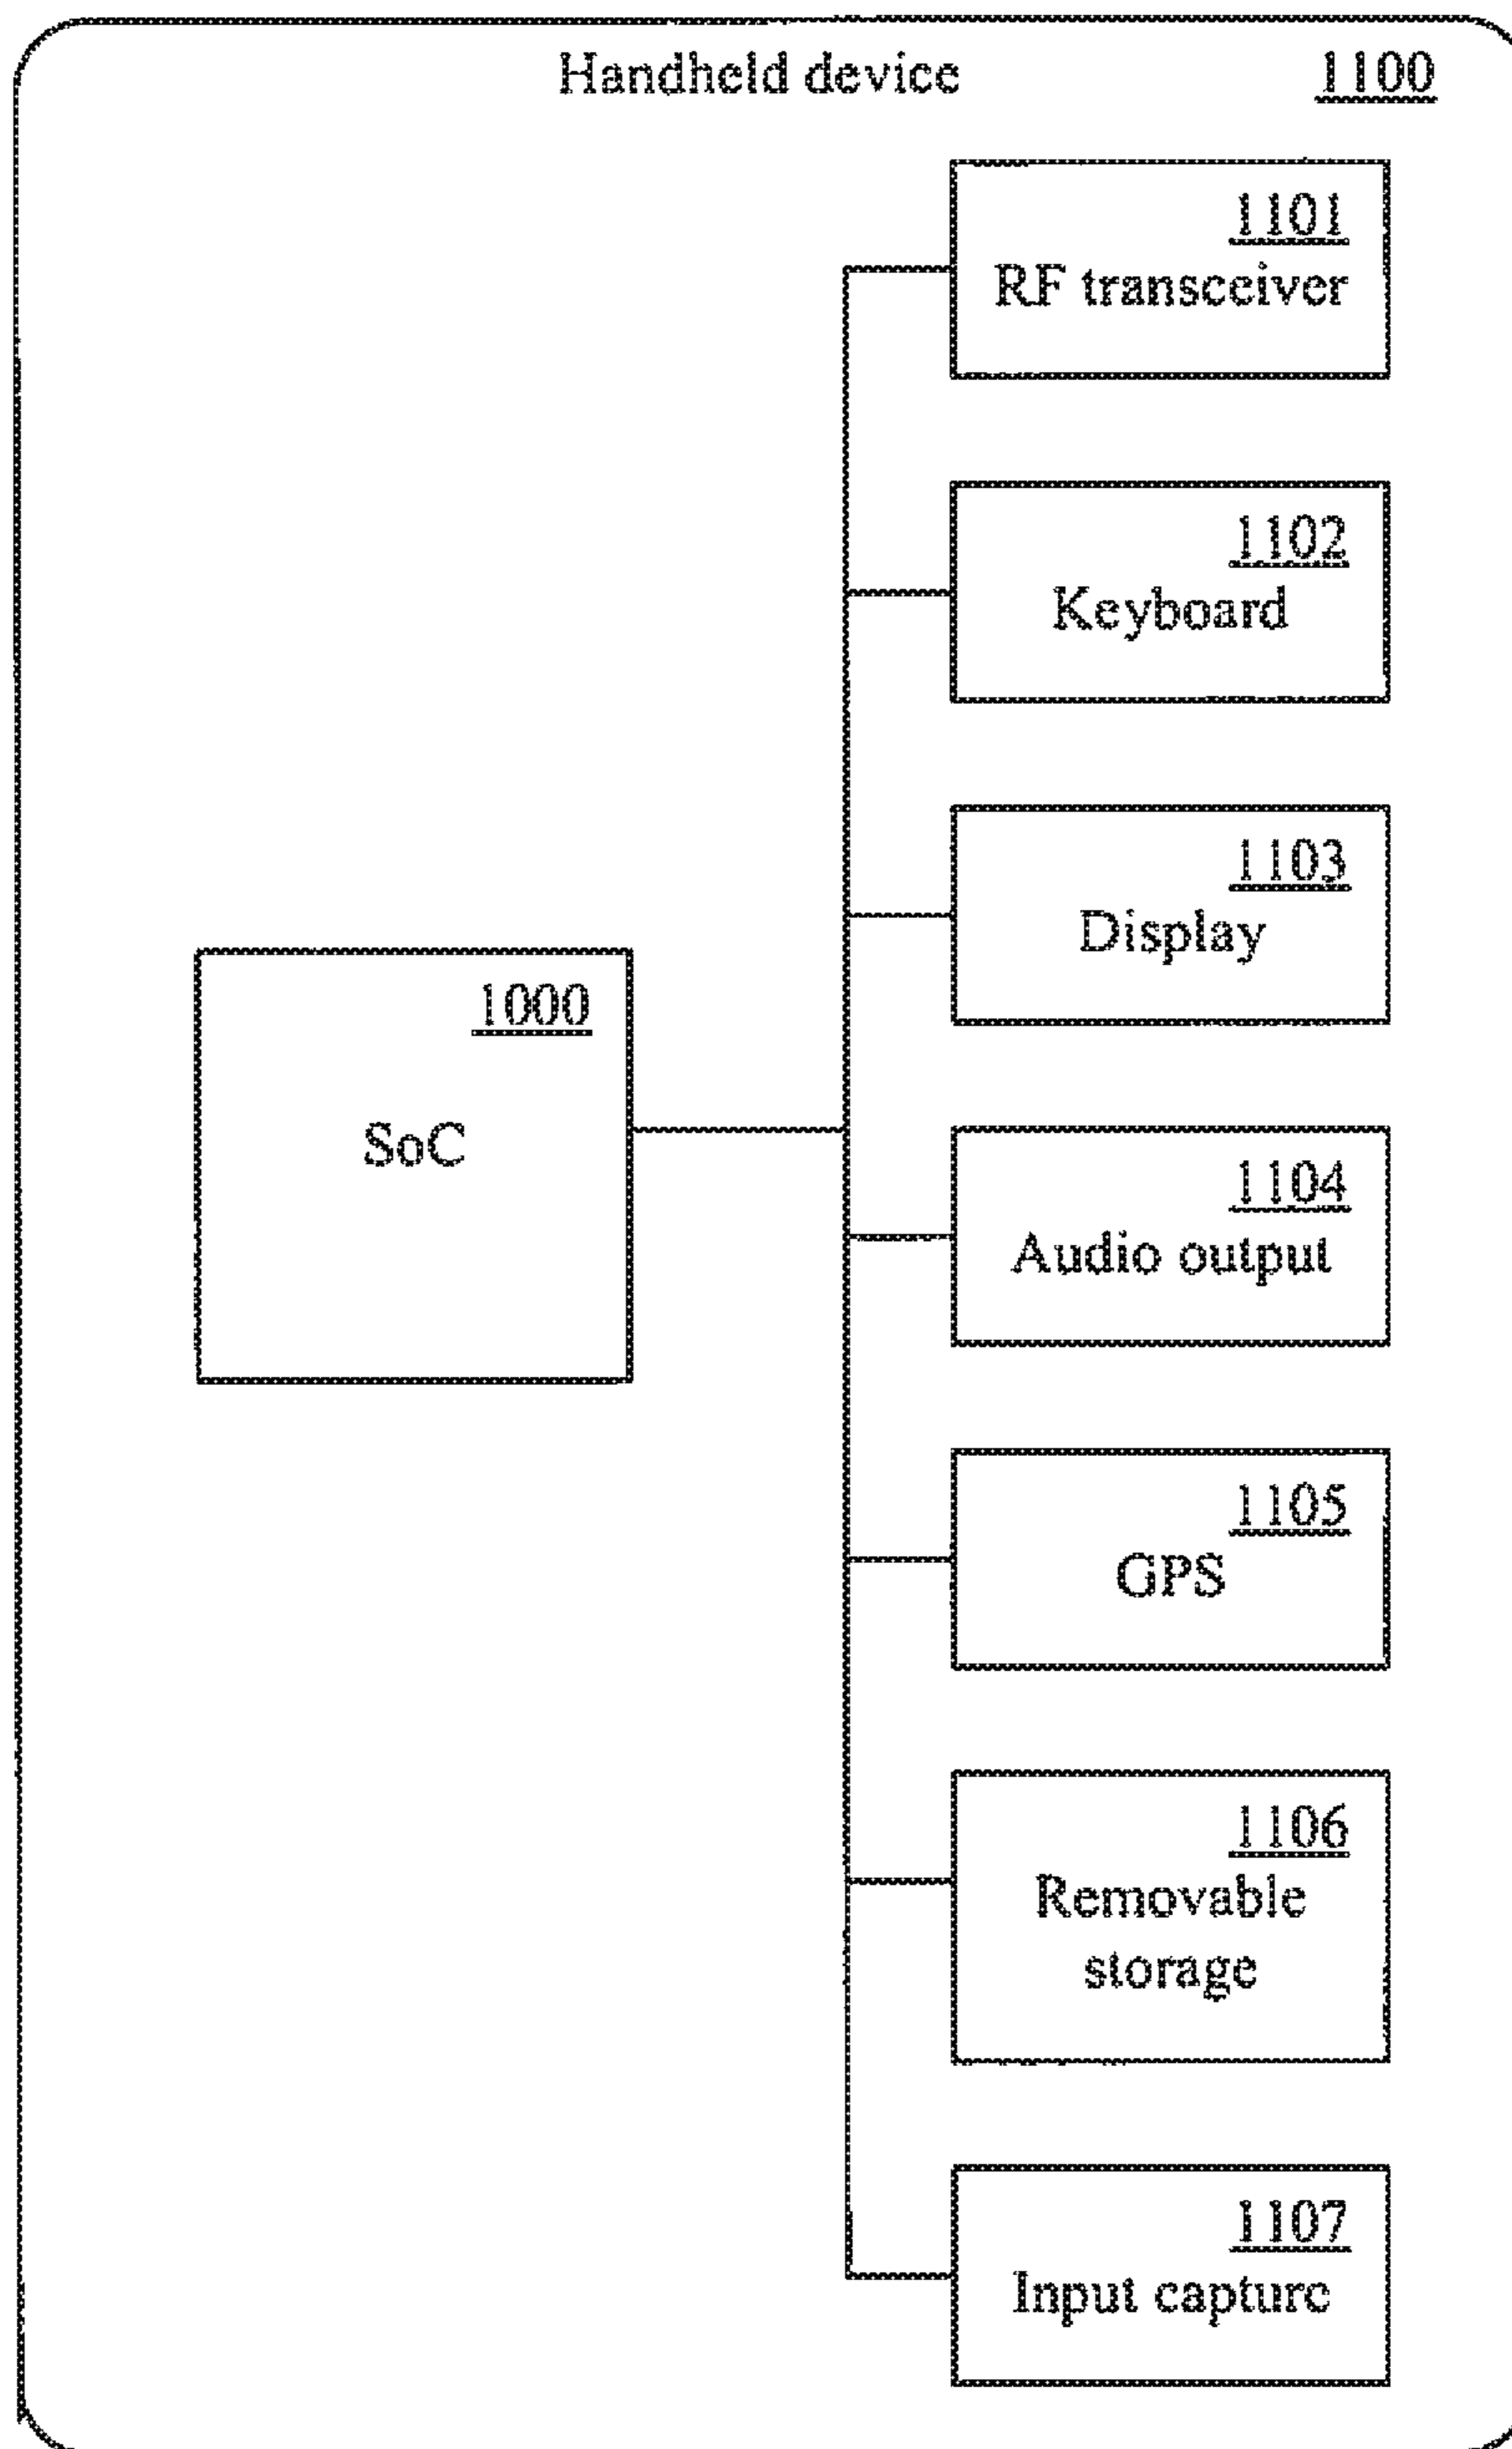 Handheld device 1100
1101
RF transceiver
1102
Keyboard
1103
Display
1000
SoC
1104
Audio output
1105
GPS
1106
Removable
storage
1107
Input capture